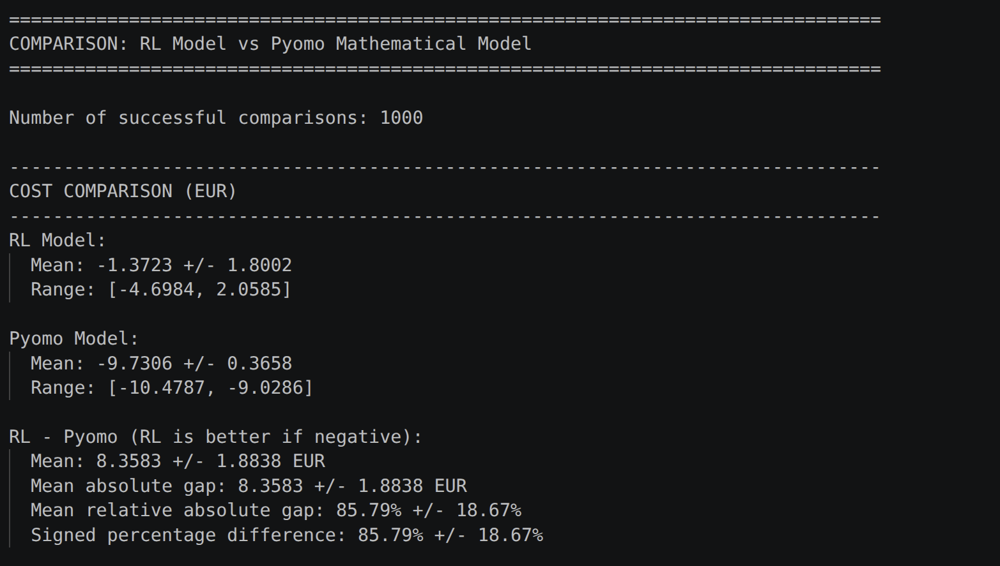 ================================================================================
COMPARISON: RL Model vs Pyomo Mathematical Model
================================================================================
Number of successful comparisons: 1000
--------------------------------------------------------------------------------
COST COMPARISON (EUR)
--------------------------------------------------------------------------------
RL Model:
Mean: -1.3723 +/- 1.8002
Range: [-4.6984, 2.0585]
Pyomo Model:
Mean: -9.7306 +/- 0.3658
Range: [-10.4787, -9.0286]
RL - Pyomo (RL is better if negative):
Mean: 8.3583 +/- 1.8838 EUR
Mean absolute gap: 8.3583 +/- 1.8838 EUR
Mean relative absolute gap: 85.79% +/- 18.67%
Signed percentage difference: 85.79% +/- 18.67%